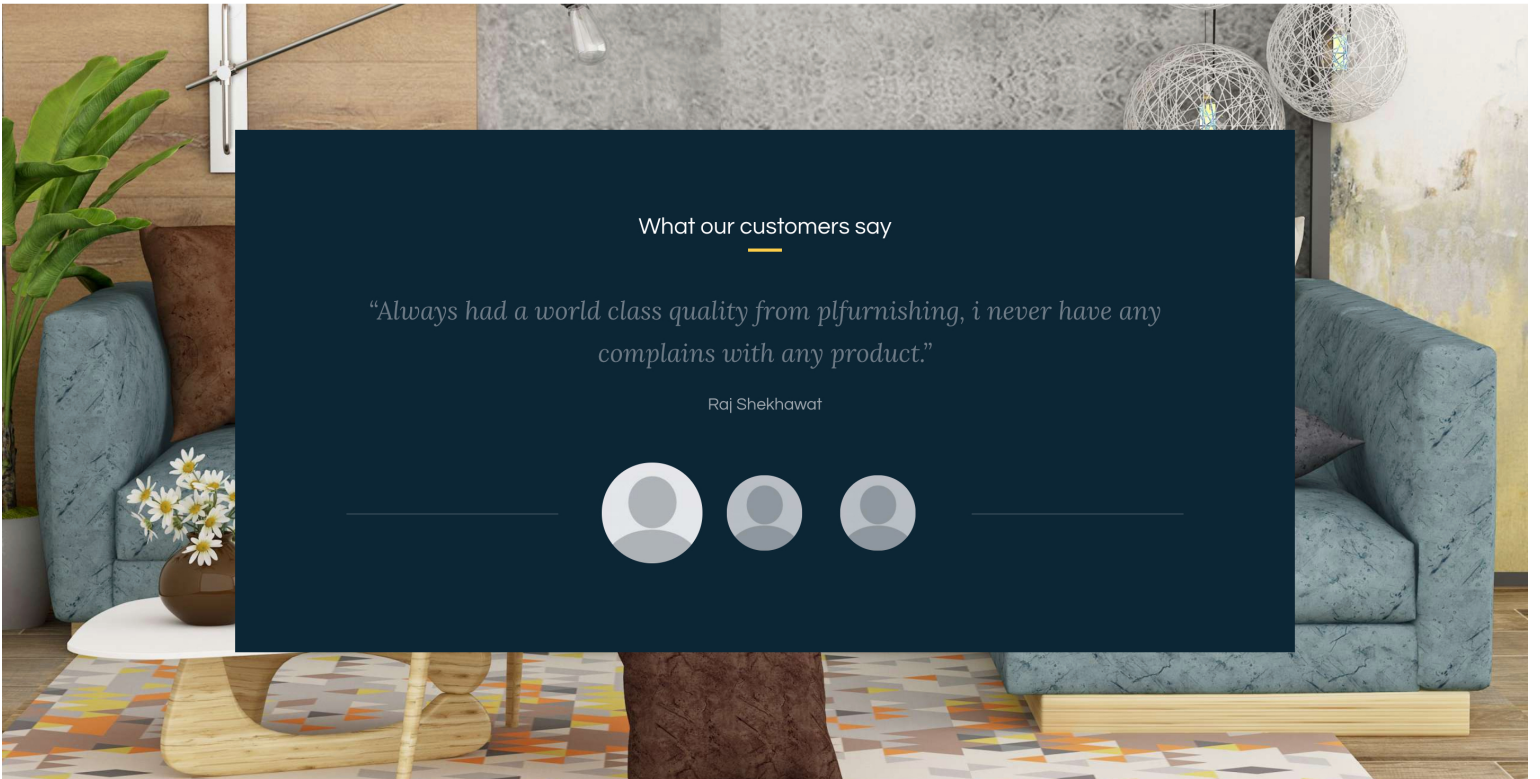 What our customers say
“Always had a world class quality from plfurnishing, i never have any
complains with any product.”
Raj Shekhawat